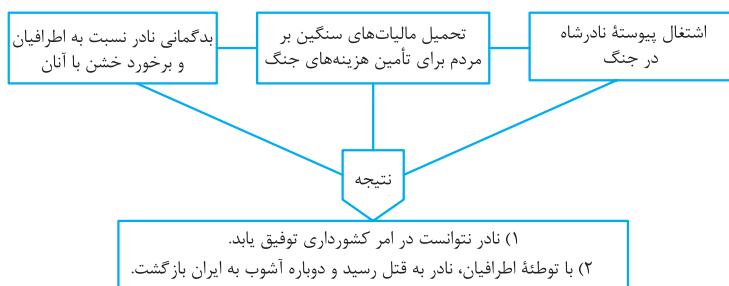 اشتغال پیوستهٔ نادرشاه
در جنگ
تحمیل مالیات‌های سنگین بر
مردم برای تأمین هزینه‌های جنگ
بدگمانی نادر نسبت به اطرافیان
و برخورد خشن با آنان
نتیجه
۱) نادر نتوانست در امر کشورداری توفیق یابد.
۲) با توطئهٔ اطرافیان، نادر به قتل رسید و دوباره آشوب به ایران بازگشت.